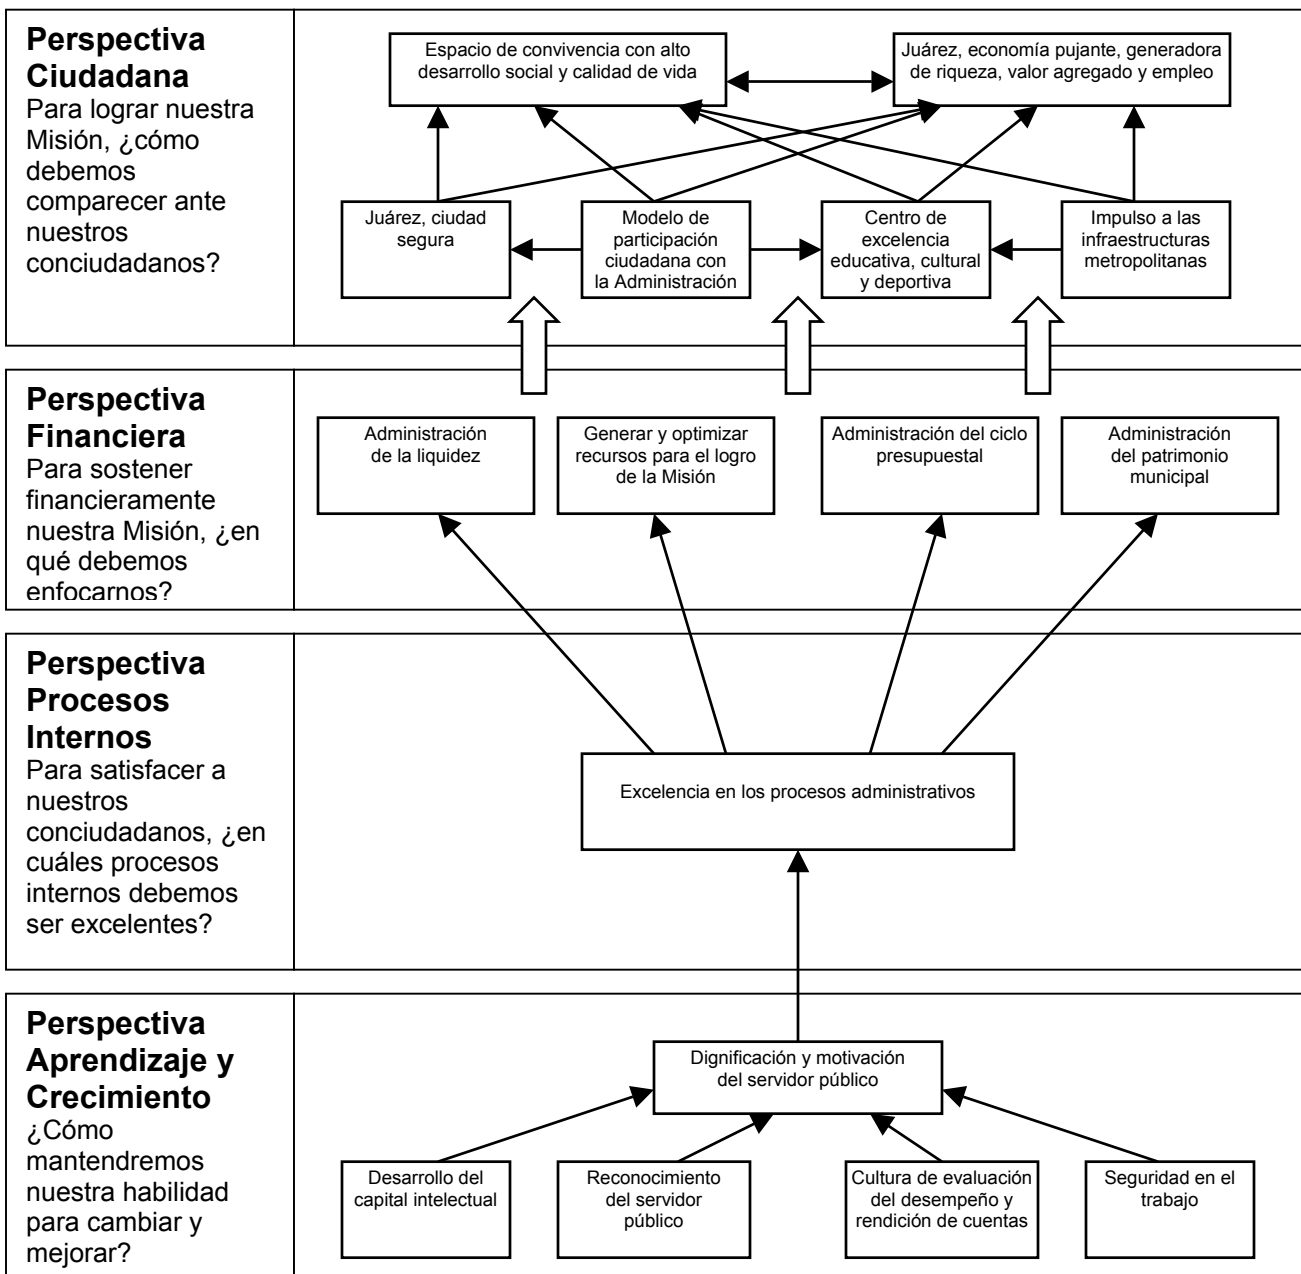 Perspectiva
Ciudadana
Para lograr nuestra
Misión, ¿cómo
debemos
comparecer ante
nuestros
conciudadanos?
Espacio de convivencia con alto
desarrollo social y calidad de vida
Juárez, economía pujante, generadora
de riqueza, valor agregado y empleo
Juárez, ciudad
segura
Modelo de
participación
ciudadana con
la Administración
Centro de
excelencia
educativa, cultural
y deportiva
Impulso a las
infraestructuras
metropolitanas
Perspectiva
Financiera
Para sostener
financieramente
nuestra Misión, ¿en
qué debemos
enfocarnos?
Administración
de la liquidez
Generar y optimizar
recursos para el logro
de la Misión
Administración del ciclo
presupuestal
Administración
del patrimonio
municipal
Perspectiva
Procesos
Internos
Para satisfacer a
nuestros
conciudadanos, ¿en
cuáles procesos
internos debemos
ser excelentes?
Excelencia en los procesos administrativos
Perspectiva
Aprendizaje y
Crecimiento
¿Cómo
mantendremos
nuestra habilidad
para cambiar y
mejorar?
Dignificación y motivación
del servidor público
Desarrollo del
capital intelectual
Reconocimiento
del servidor
público
Cultura de evaluación
del desempeño y
rendición de cuentas
Seguridad en el
trabajo